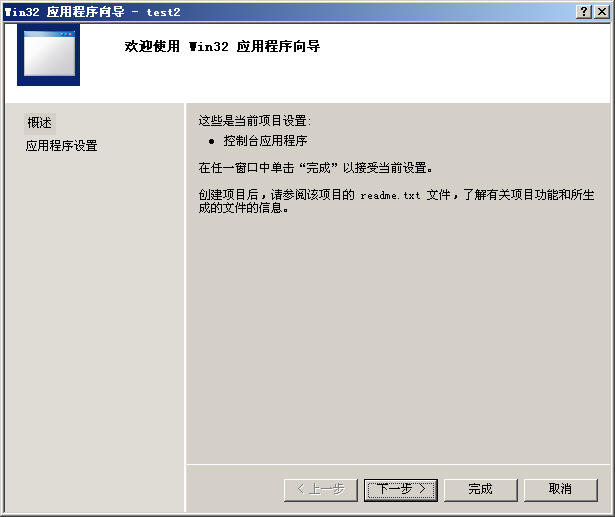 Win32 应用程序向导 - test2
欢迎使用 Win32 应用程序向导
概述
应用程序设置
这些是当前项目设置:
● 控制台应用程序
在任一窗口中单击“完成”以接受当前设置。
创建项目后，请参阅该项目的 readme.txt 文件，了解有关项目功能和所生
成的文件的信息。
< 上一步
下一步 >
完成
取消